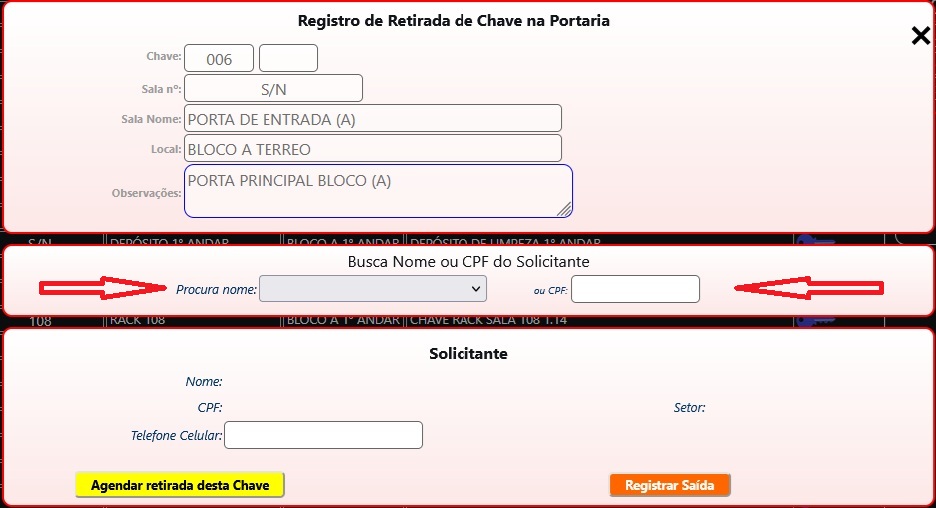 Registro de Retirada de Chave na Portaria
Chave: 006
Sala nº: S/N
Sala Nome: PORTA DE ENTRADA (A)
Local: BLOCO A TERREO
Observações: PORTA PRINCIPAL BLOCO (A)
S/N DEPÓSITO 1º ANDAR BLOCO A 1º ANDAR DEPÓSITO DE LIMPEZA 1º ANDAR
Busca Nome ou CPF do Solicitante
Procura nome: ou CPF:
108 RACK 108 BLOCO A 1º ANDAR CHAVE RACK SALA 108 1.14
Solicitante
Nome:
CPF: Setor:
Telefone Celular:
Agendar retirada desta Chave Registrar Saída